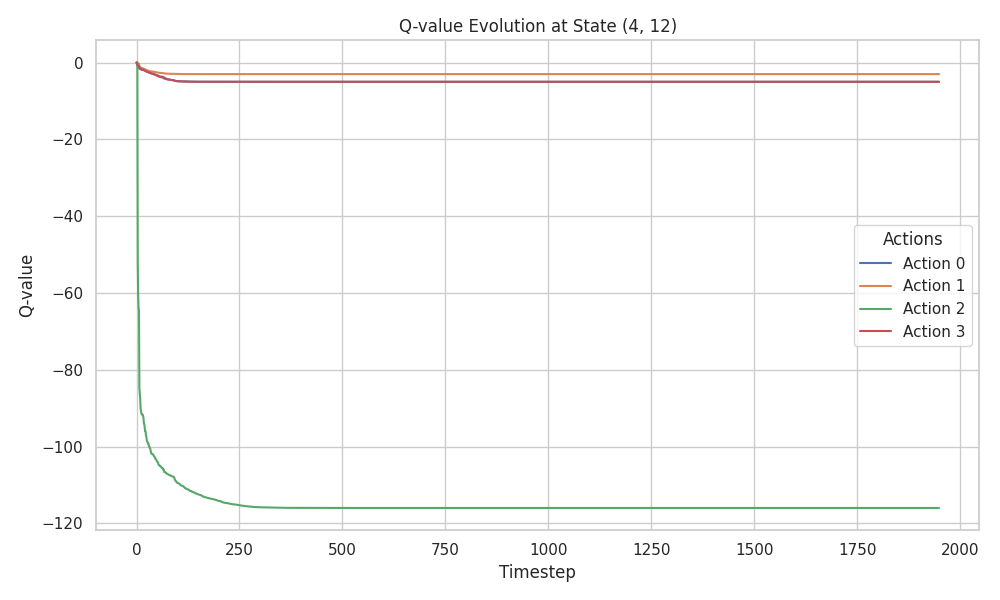 Q-value Evolution at State (4, 12)
0
−20
−40
−60
−80
−100
−120
Q-value
Actions
Action 0
Action 1
Action 2
Action 3
0 250 500 750 1000 1250 1500 1750 2000
Timestep